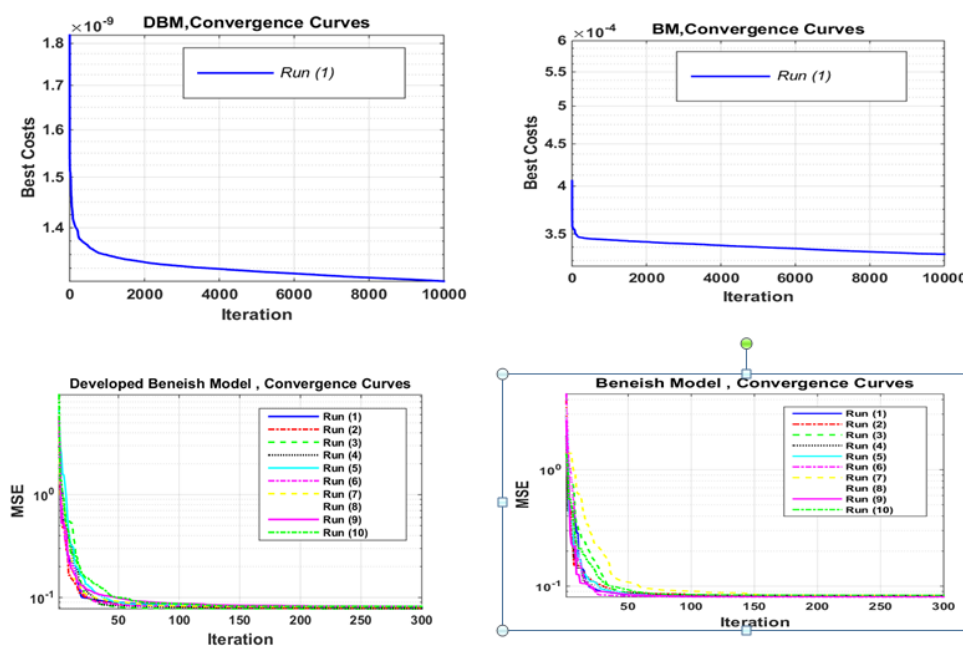 DBM,Convergence Curves
×10-9
1.8
1.7
1.6
1.5
1.4
Best Costs
Run (1)
0 2000 4000 6000 8000 10000
Iteration
BM,Convergence Curves
×10-4
6
5.5
5
4.5
4
3.5
Best Costs
Run (1)
0 2000 4000 6000 8000 10000
Iteration
Developed Beneish Model , Convergence Curves
MSE
100
10-1
Run (1)
Run (2)
Run (3)
Run (4)
Run (5)
Run (6)
Run (7)
Run (8)
Run (9)
Run (10)
50 100 150 200 250 300
Iteration
Beneish Model , Convergence Curves
MSE
100
10-1
Run (1)
Run (2)
Run (3)
Run (4)
Run (5)
Run (6)
Run (7)
Run (8)
Run (9)
Run (10)
50 100 150 200 250 300
Iteration